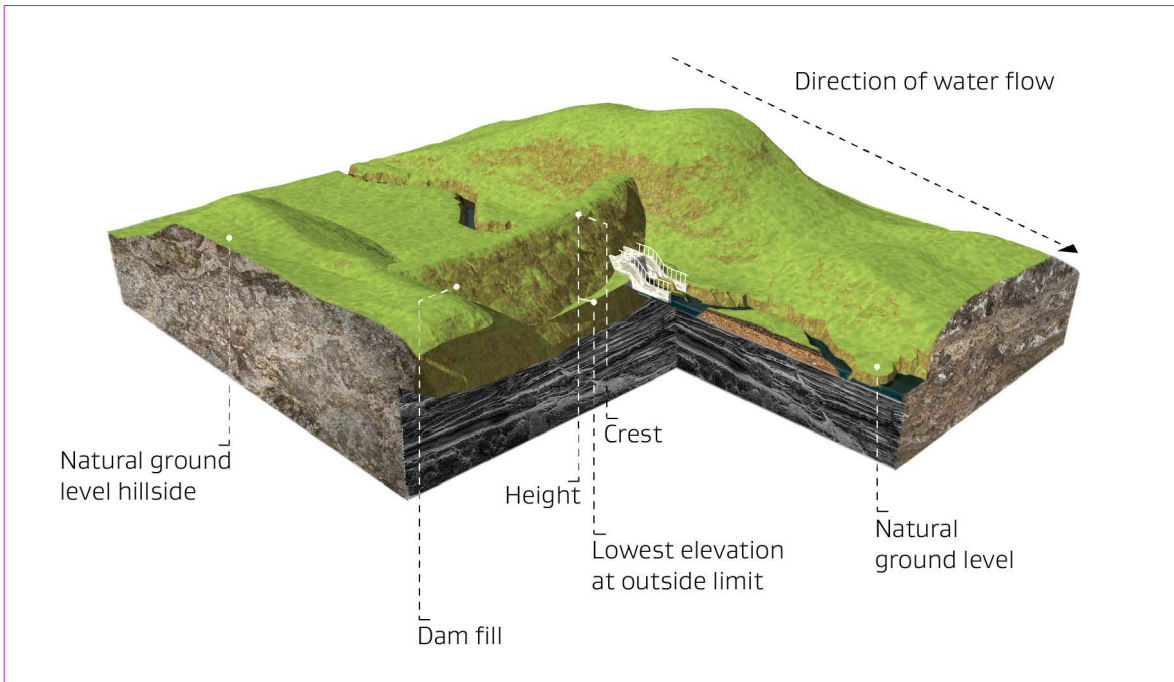 Direction of water flow
Crest
Natural ground
level hillside
Height
Natural
ground level
Lowest elevation
at outside limit
Dam fill